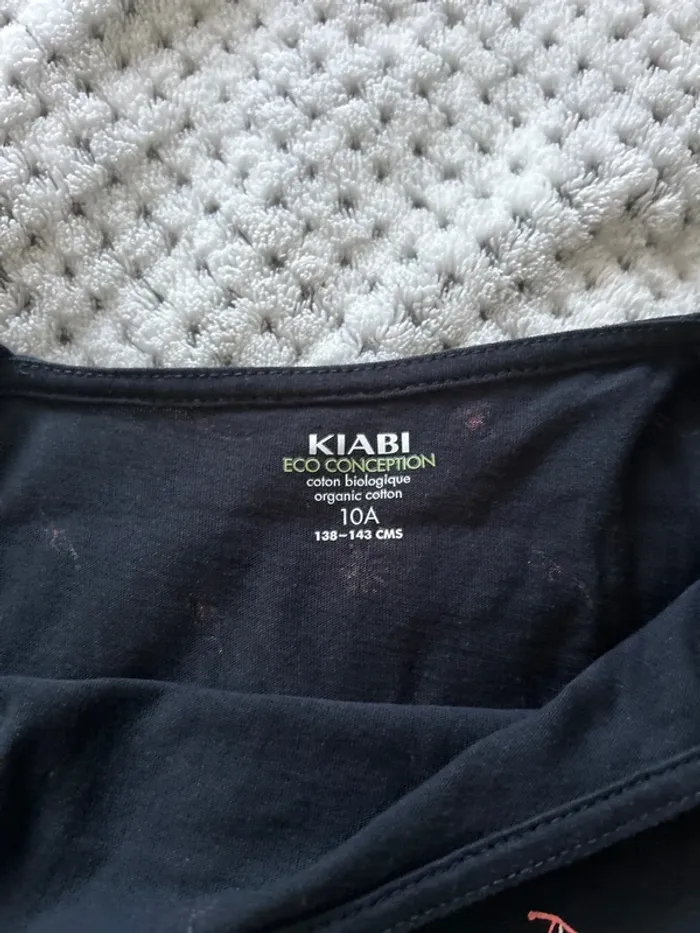 KIABI
ECO CONCEPTION
coton biologique
organic cotton
10A
138-143 CMS